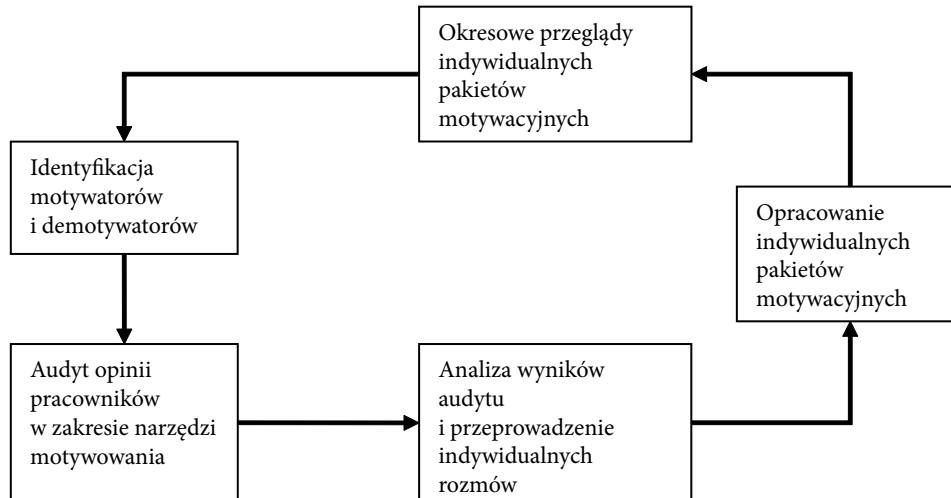 Okresowe przeglądy
indywidualnych
pakietów
motywacyjnych
Identyfikacja
motywatorów
i demotywatorów
Opracowanie
indywidualnych
pakietów
motywacyjnych
Audyt opinii
pracowników
w zakresie narzędzi
motywowania
Analiza wyników
audytu
i przeprowadzenie
indywidualnych
rozmów